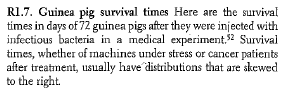 R1.7. Guinea pig survival times Here are the survival
times in days of 72 guinea pigs after they were injected with
infectious bacteria in a medical experiment.52 Survival
times, whether of machines under stress or cancer patients
after treatment, usually have distributions that are skewed
to the right.